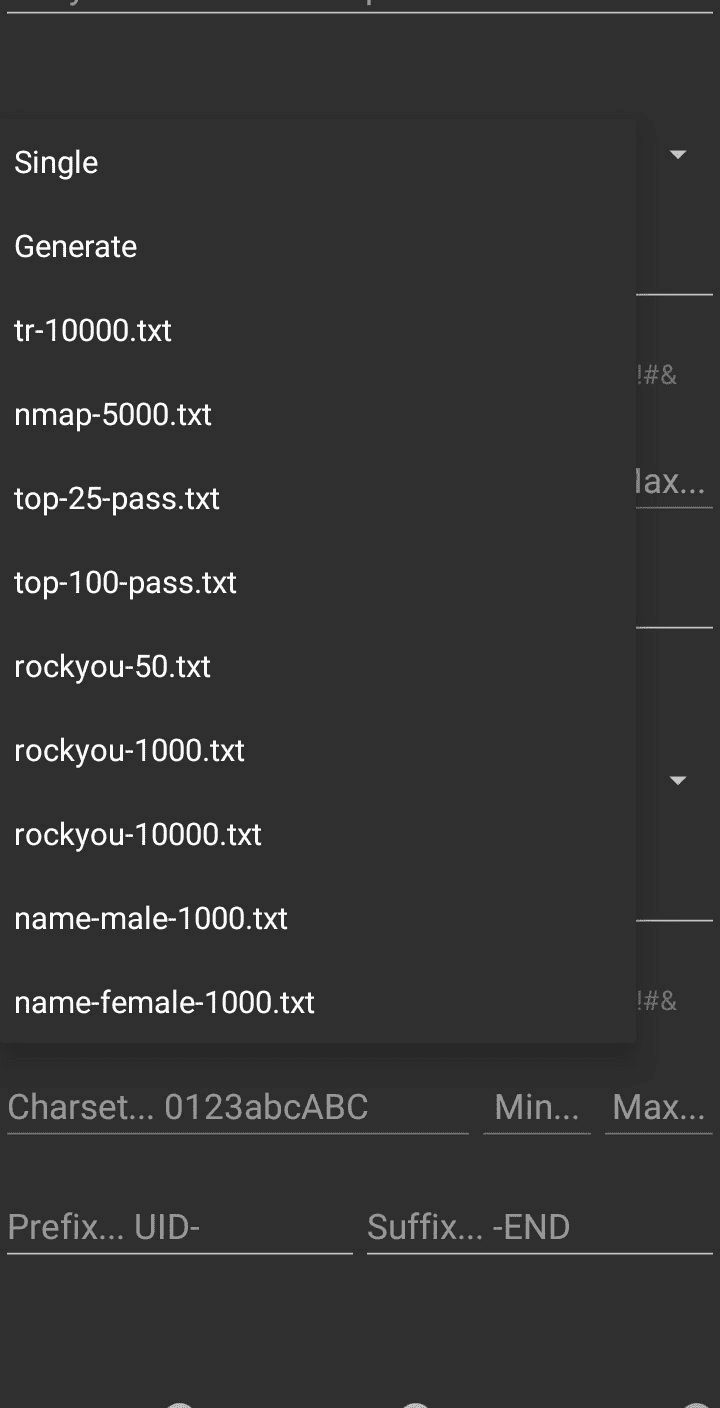 Single
Generate
tr-10000.txt
!#&
nmap-5000.txt
top-25-pass.txt
top-100-pass.txt
rockyou-50.txt
rockyou-1000.txt
rockyou-10000.txt
name-male-1000.txt
name-female-1000.txt
!#&
Charset... 0123abcABC Min... Max...
Prefix... UID- Suffix... -END